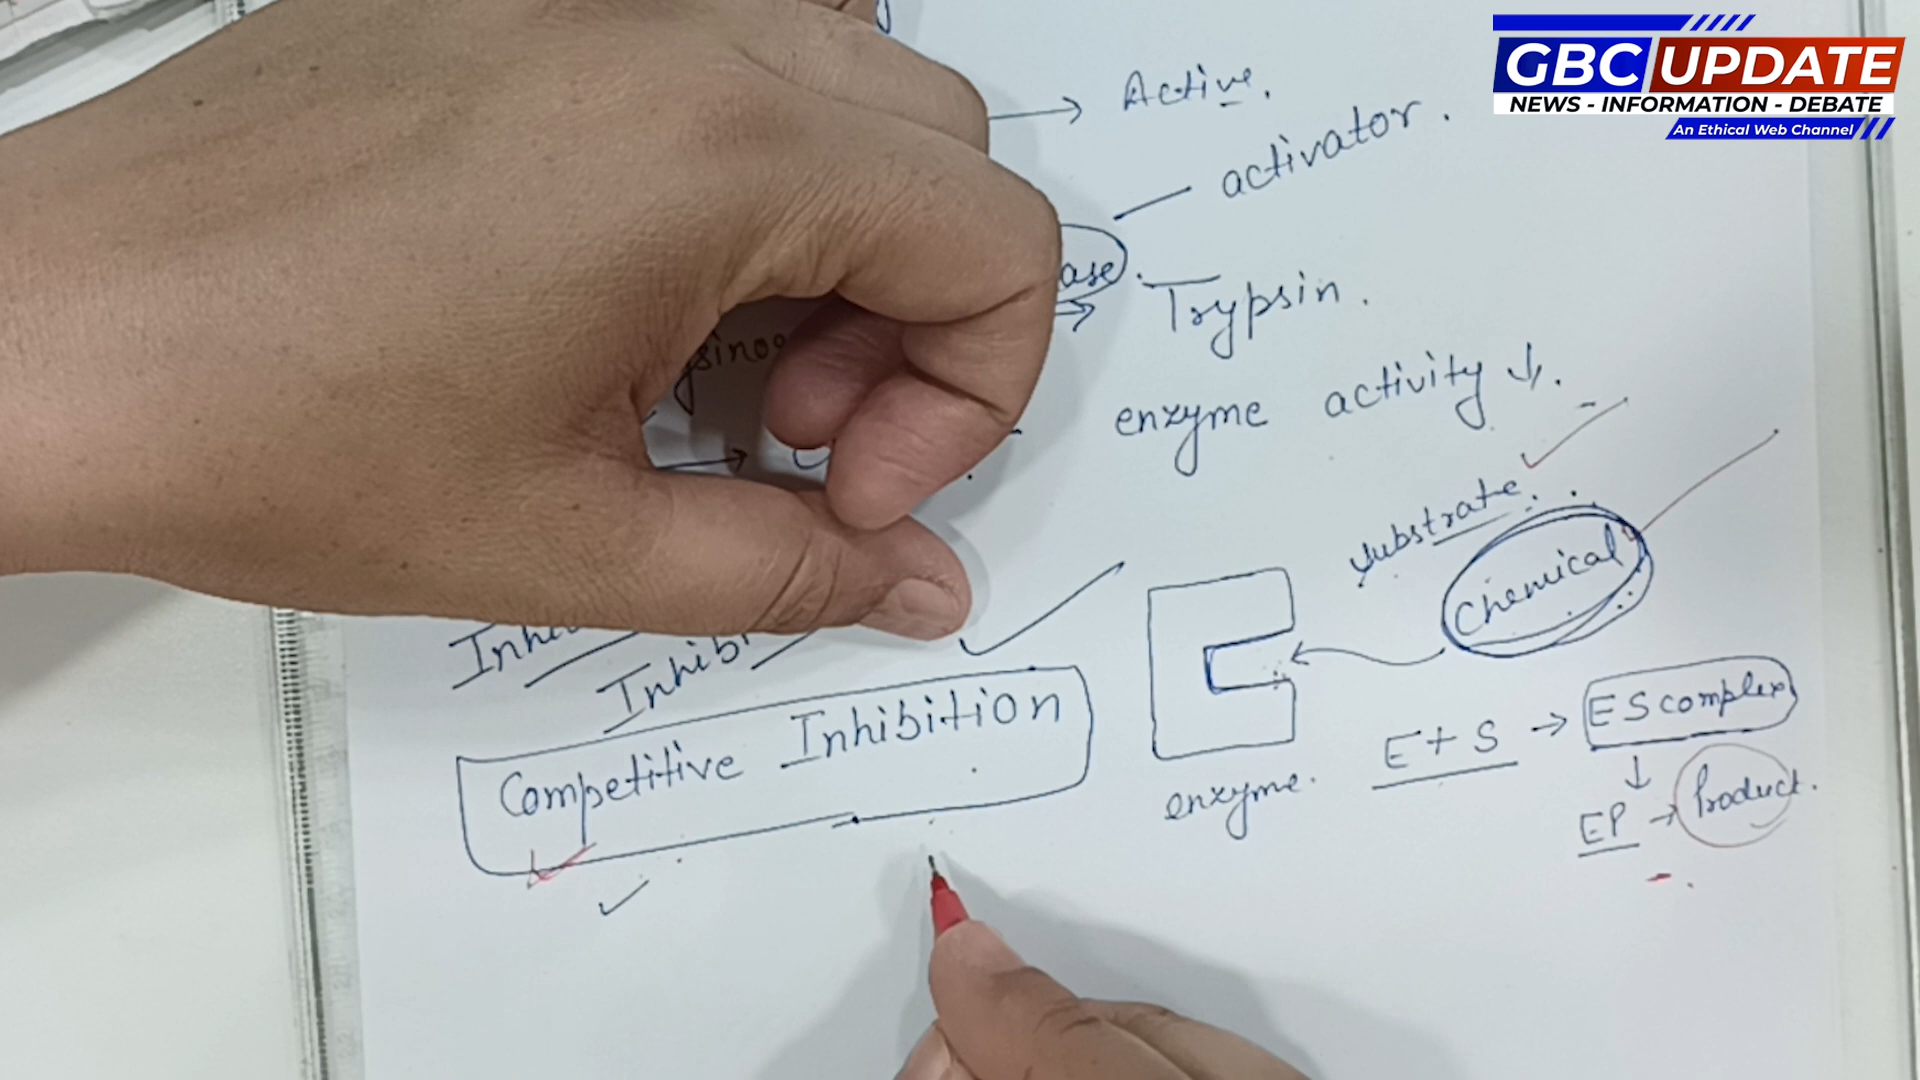 GBC UPDATE
NEWS - INFORMATION - DEBATE
An Ethical Web Channel
Active.
activator.
ase.
Trypsin.
enzyme activity ↓.
substrate.
Chemical
Competitive Inhibition
enzyme.
E + S → ES complex
↓
EP → Product.